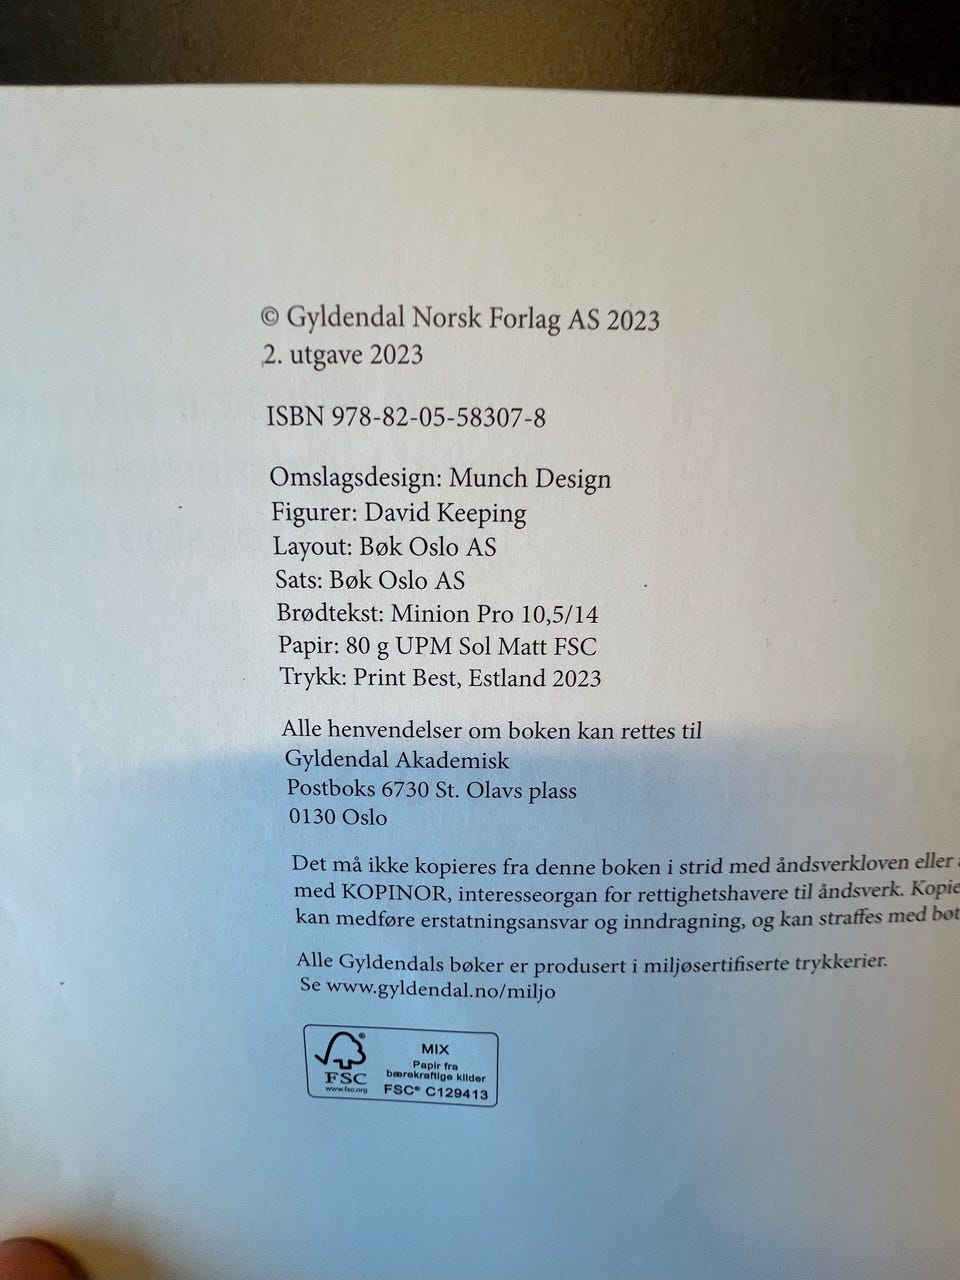 © Gyldendal Norsk Forlag AS 2023
2. utgave 2023
ISBN 978-82-05-58307-8
Omslagsdesign: Munch Design
Figurer: David Keeping
Layout: Bøk Oslo AS
Sats: Bøk Oslo AS
Brødtekst: Minion Pro 10,5/14
Papir: 80 g UPM Sol Matt FSC
Trykk: Print Best, Estland 2023
Alle henvendelser om boken kan rettes til
Gyldendal Akademisk
Postboks 6730 St. Olavs plass
0130 Oslo
Det må ikke kopieres fra denne boken i strid med åndsverkloven eller
med KOPINOR, interesseorgan for rettighetshavere til åndsverk. Kopie
kan medføre erstatningsansvar og inndragning, og kan straffes med bøt
Alle Gyldendals bøker er produsert i miljøsertifiserte trykkerier.
Se www.gyldendal.no/miljo
FSC
www.fsc.org
MIX
Papir fra
bærekraftige kilder
FSC® C129413